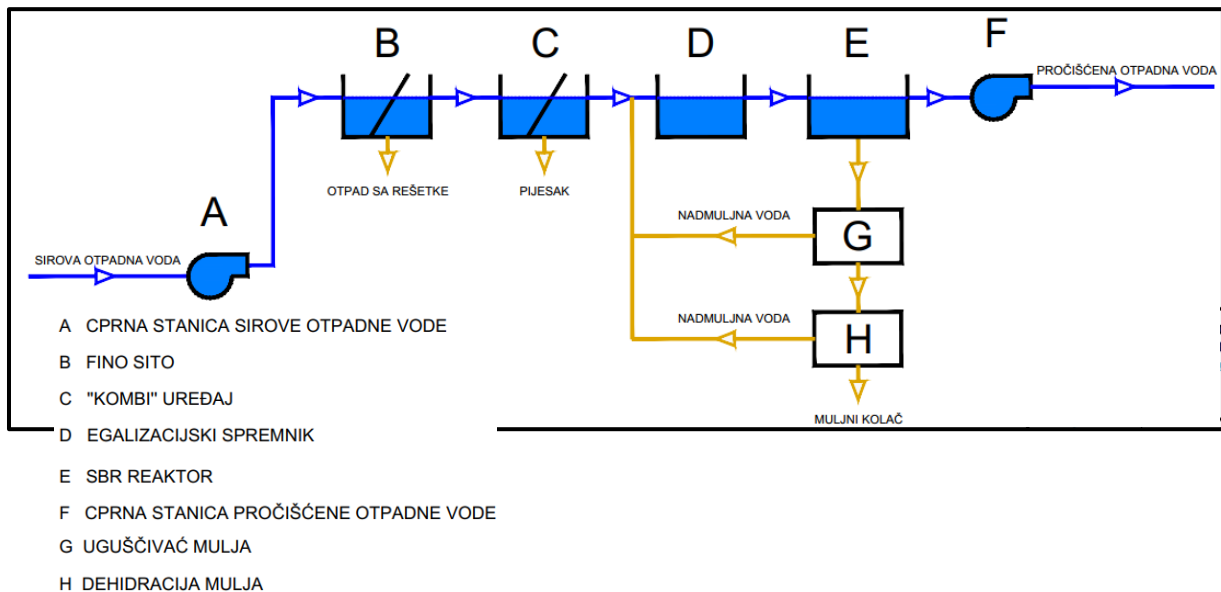 B
C
D
E
F
PROČIŠĆENA OTPADNA VODA
OTPAD SA REŠETKE
PIJESAK
A
NADMULJNA VODA
G
SIROVA OTPADNA VODA
NADMULJNA VODA
H
MULJNI KOLAČ
A CPRNA STANICA SIROVE OTPADNE VODE
B FINO SITO
C "KOMBI" UREĐAJ
D EGALIZACIJSKI SPREMNIK
E SBR REAKTOR
F CPRNA STANICA PROČIŠĆENE OTPADNE VODE
G UGUŠČIVAĆ MULJA
H DEHIDRACIJA MULJA